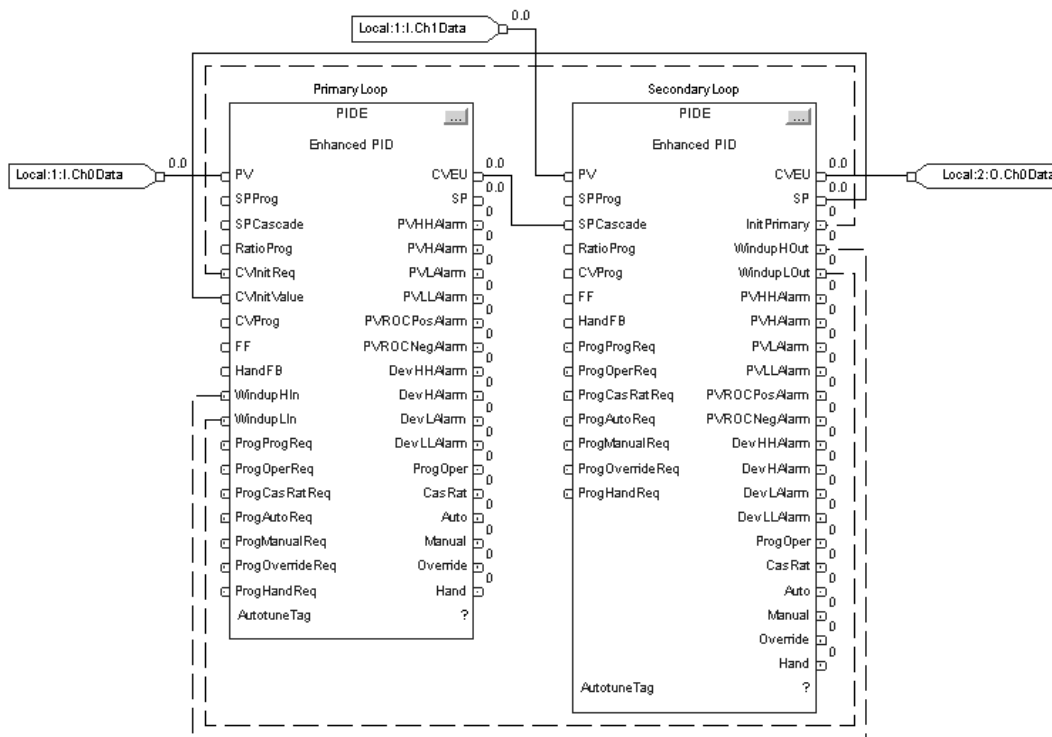 0.0
Local:1:I.Ch1Data
Primary Loop
PIDE
...
Enhanced PID
0.0
Local:1:I.Ch0Data
PV CVEU
0.0
SPProg SP
0.0
SPCascade PVHHAlarm
0
RatioProg PVHAlarm
0
CVInitReq PVLAlarm
0
CVInitValue PVLLAlarm
0
CVProg PVROCPosAlarm
0
FF PVROCNegAlarm
0
HandFB DevHHAlarm
0
WindupHIn DevHAlarm
0
WindupLIn DevLAlarm
0
ProgProgReq DevLLAlarm
0
ProgOperReq ProgOper
0
ProgCasRatReq CasRat
0
ProgAutoReq Auto
0
ProgManualReq Manual
0
ProgOverrideReq Override
0
ProgHandReq Hand
0
AutotuneTag ?
Secondary Loop
PIDE
...
Enhanced PID
PV CVEU
0.0
SPProg SP
0.0
SPCascade InitPrimary
0
RatioProg WindupHOut
0
CVProg WindupLOut
0
FF PVHHAlarm
0
HandFB PVHAlarm
0
ProgProgReq PVLAlarm
0
ProgOperReq PVLLAlarm
0
ProgCasRatReq PVROCPosAlarm
0
ProgAutoReq PVROCNegAlarm
0
ProgManualReq DevHHAlarm
0
ProgOverrideReq DevHAlarm
0
ProgHandReq DevLAlarm
0
DevLLAlarm
0
ProgOper
0
CasRat
0
Auto
0
Manual
0
Override
0
Hand
0
AutotuneTag ?
0.0
Local:2:O.Ch0Data